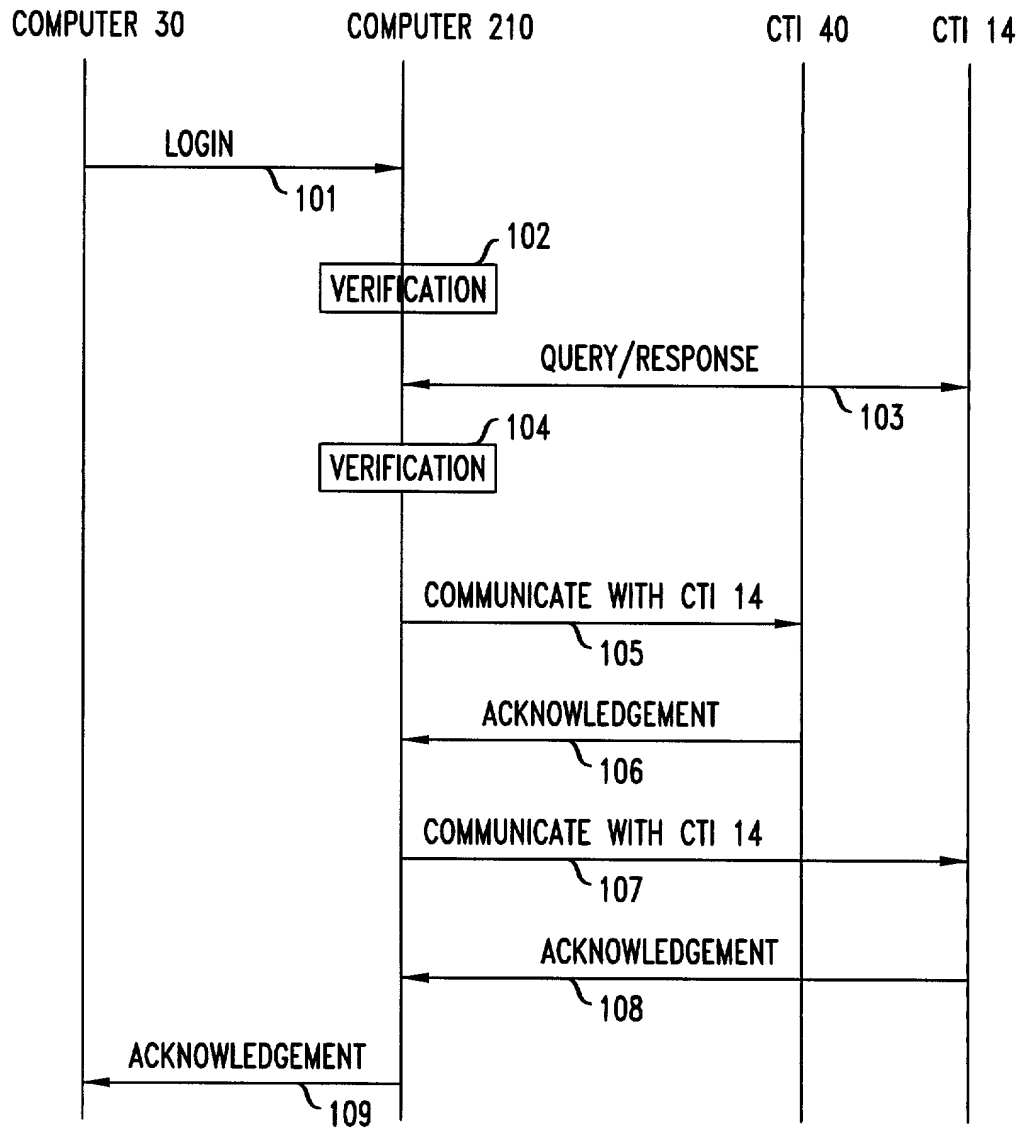 COMPUTER 30 COMPUTER 210 CTI 40 CTI 14
LOGIN
101
102
VERIFICATION
QUERY/RESPONSE
103
104
VERIFICATION
COMMUNICATE WITH CTI 14
105
ACKNOWLEDGEMENT
106
COMMUNICATE WITH CTI 14
107
ACKNOWLEDGEMENT
108
ACKNOWLEDGEMENT
109